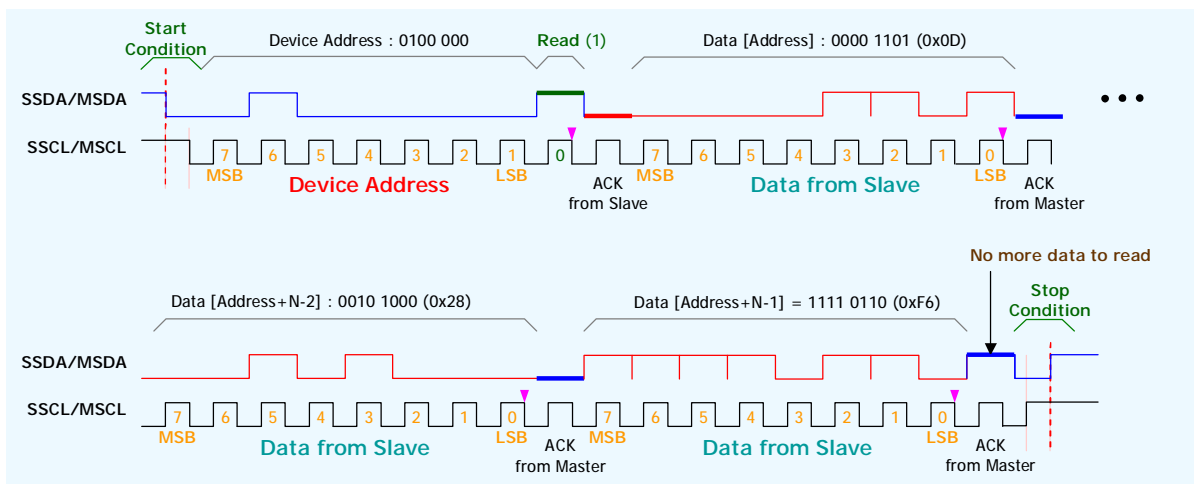 Start
Condition
Device Address : 0100 000
Read (1)
Data [Address] : 0000 1101 (0x0D)
SSDA/MSDA
SSCL/MSCL
7 6 5 4 3 2 1 0 7 6 5 4 3 2 1 0
MSB LSB MSB LSB
Device Address
ACK
from Slave
Data from Slave
ACK
from Master
No more data to read
Data [Address+N-2] : 0010 1000 (0x28)
Data [Address+N-1] = 1111 0110 (0xF6)
Stop
Condition
SSDA/MSDA
SSCL/MSCL
7 6 5 4 3 2 1 0 7 6 5 4 3 2 1 0
MSB LSB MSB LSB
Data from Slave
ACK
from Master
Data from Slave
ACK
from Master